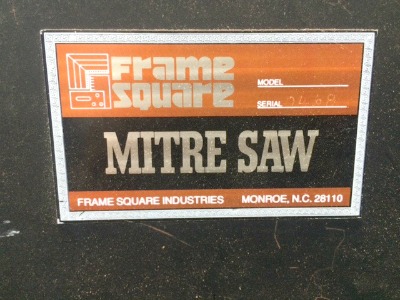 Frame
Square
MODEL
SERIAL
MITRE SAW
FRAME SQUARE INDUSTRIES MONROE, N.C. 28110